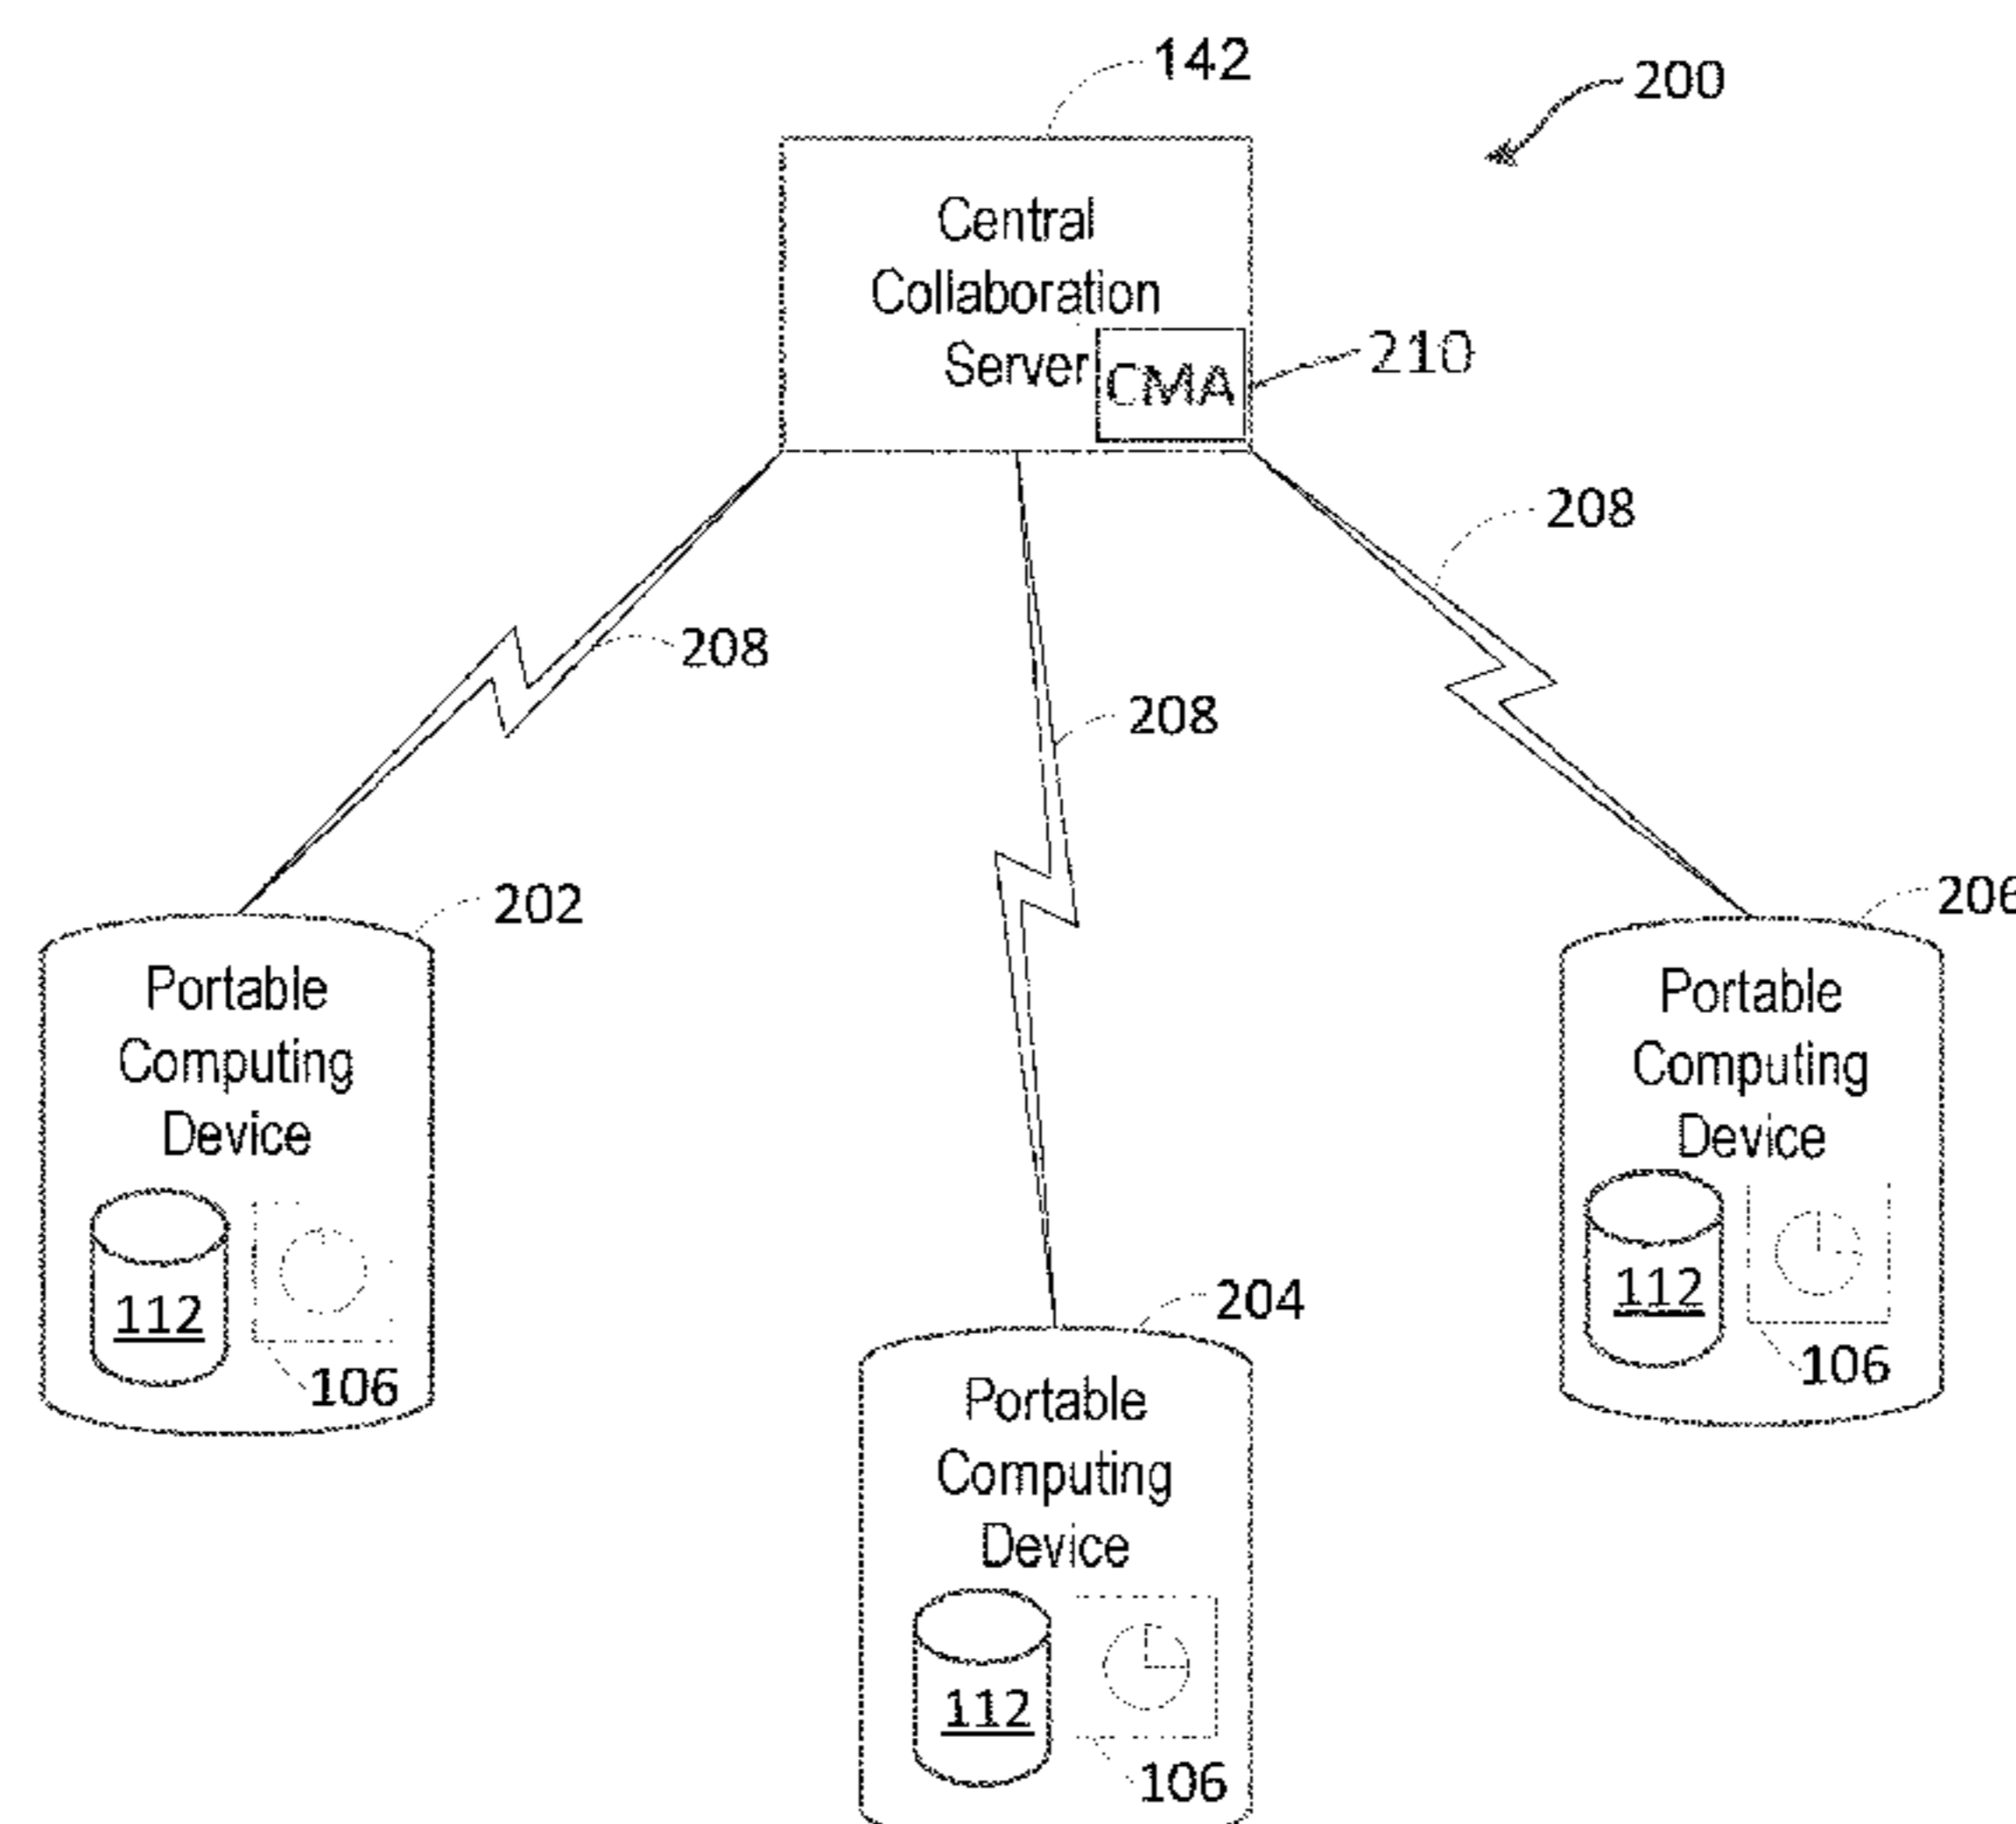 142
200
Central
Collaboration
Server
CMA
210
208
208
208
202
Portable
Computing
Device
112
106
206
Portable
Computing
Device
112
106
204
Portable
Computing
Device
112
106